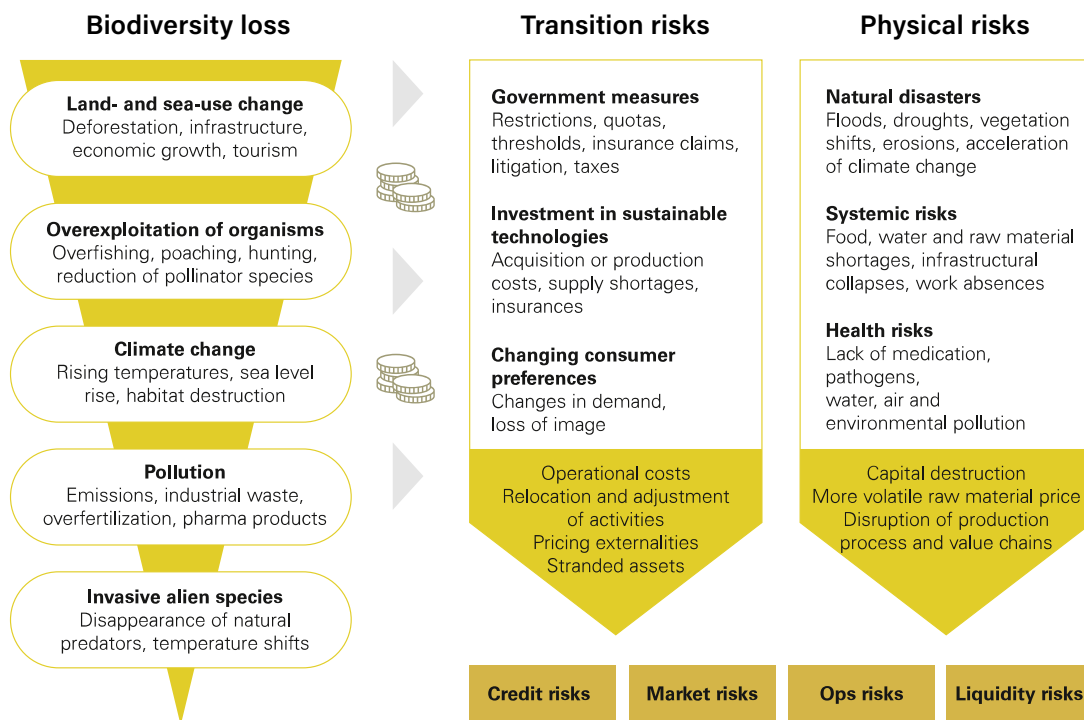 Biodiversity loss
Land- and sea-use change
Deforestation, infrastructure,
economic growth, tourism
Overexploitation of organisms
Overfishing, poaching, hunting,
reduction of pollinator species
Climate change
Rising temperatures, sea level
rise, habitat destruction
Pollution
Emissions, industrial waste,
overfertilization, pharma products
Invasive alien species
Disappearance of natural
predators, temperature shifts
Transition risks
Government measures
Restrictions, quotas,
thresholds, insurance claims,
litigation, taxes
Investment in sustainable
technologies
Acquisition or production
costs, supply shortages,
insurances
Changing consumer
preferences
Changes in demand,
loss of image
Operational costs
Relocation and adjustment
of activities
Pricing externalities
Stranded assets
Physical risks
Natural disasters
Floods, droughts, vegetation
shifts, erosions, acceleration
of climate change
Systemic risks
Food, water and raw material
shortages, infrastructural
collapses, work absences
Health risks
Lack of medication,
pathogens,
water, air and
environmental pollution
Capital destruction
More volatile raw material price
Disruption of production
process and value chains
Credit risks
Market risks
Ops risks
Liquidity risks